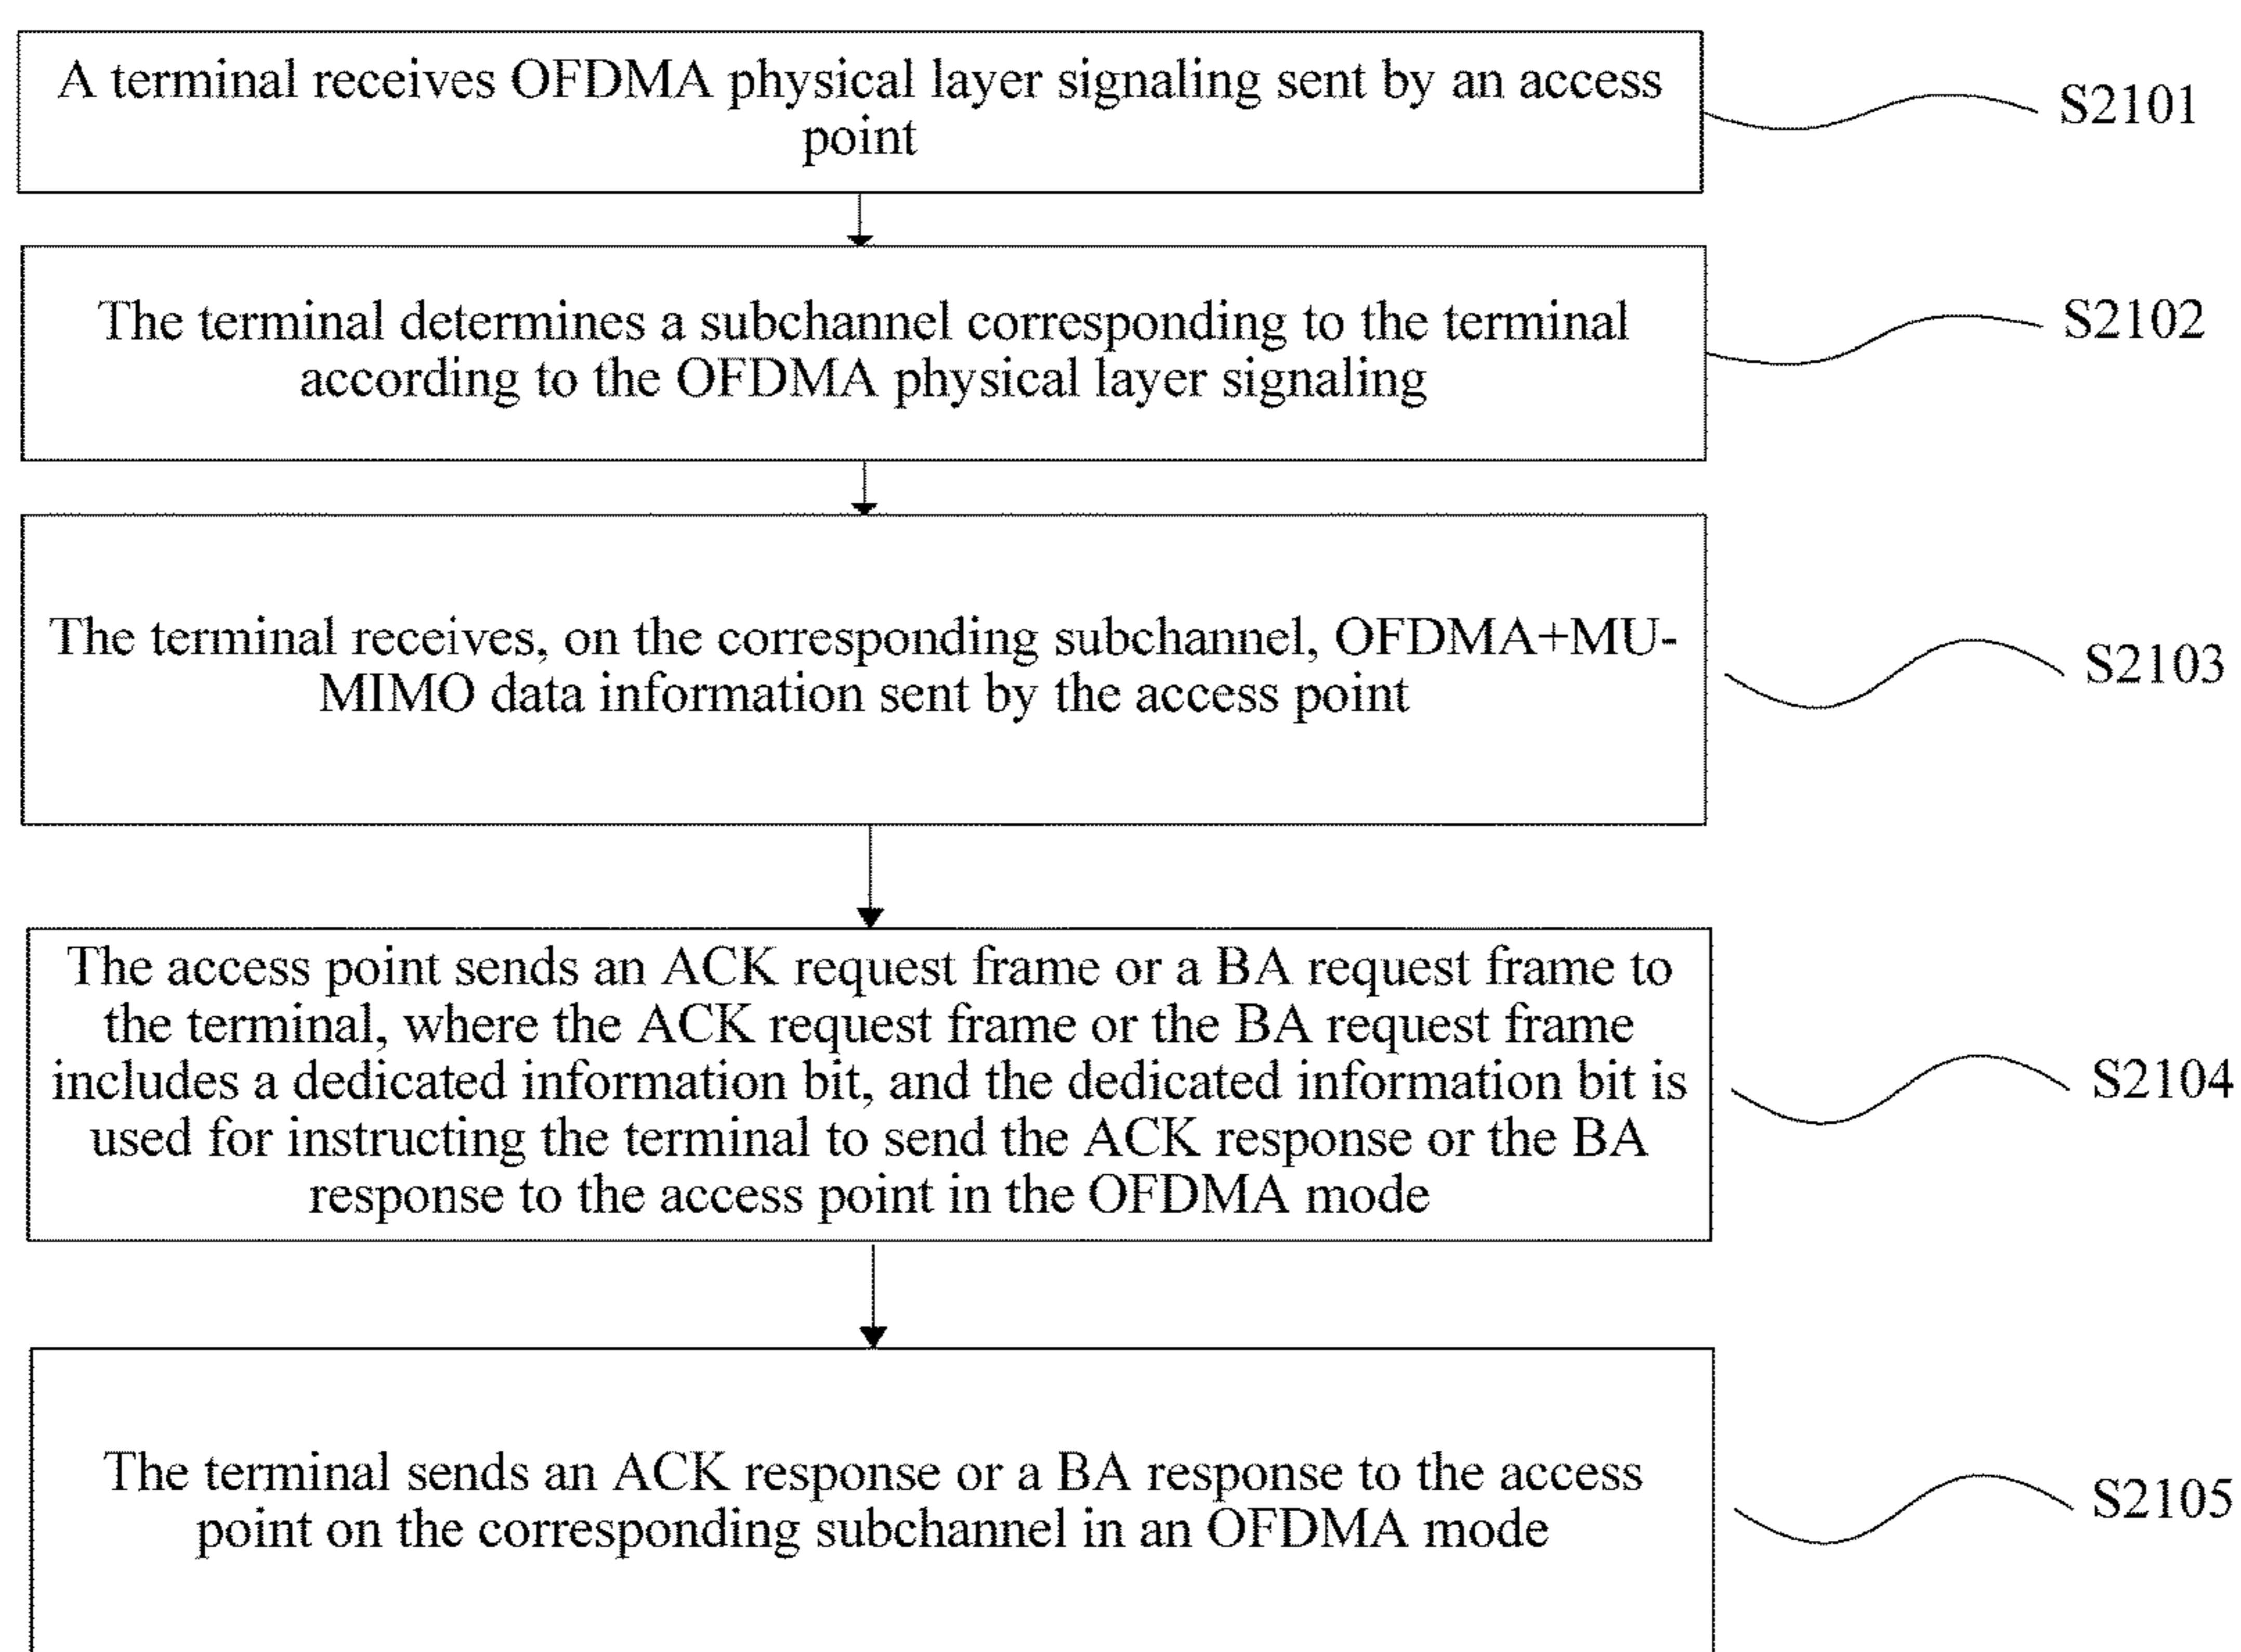 A terminal receives OFDMA physical layer signaling sent by an access
point
S2101
The terminal determines a subchannel corresponding to the terminal
according to the OFDMA physical layer signaling
S2102
The terminal receives, on the corresponding subchannel, OFDMA+MU-
MIMO data information sent by the access point
S2103
The access point sends an ACK request frame or a BA request frame to
the terminal, where the ACK request frame or the BA request frame
includes a dedicated information bit, and the dedicated information bit is
used for instructing the terminal to send the ACK response or the BA
response to the access point in the OFDMA mode
S2104
The terminal sends an ACK response or a BA response to the access
point on the corresponding subchannel in an OFDMA mode
S2105